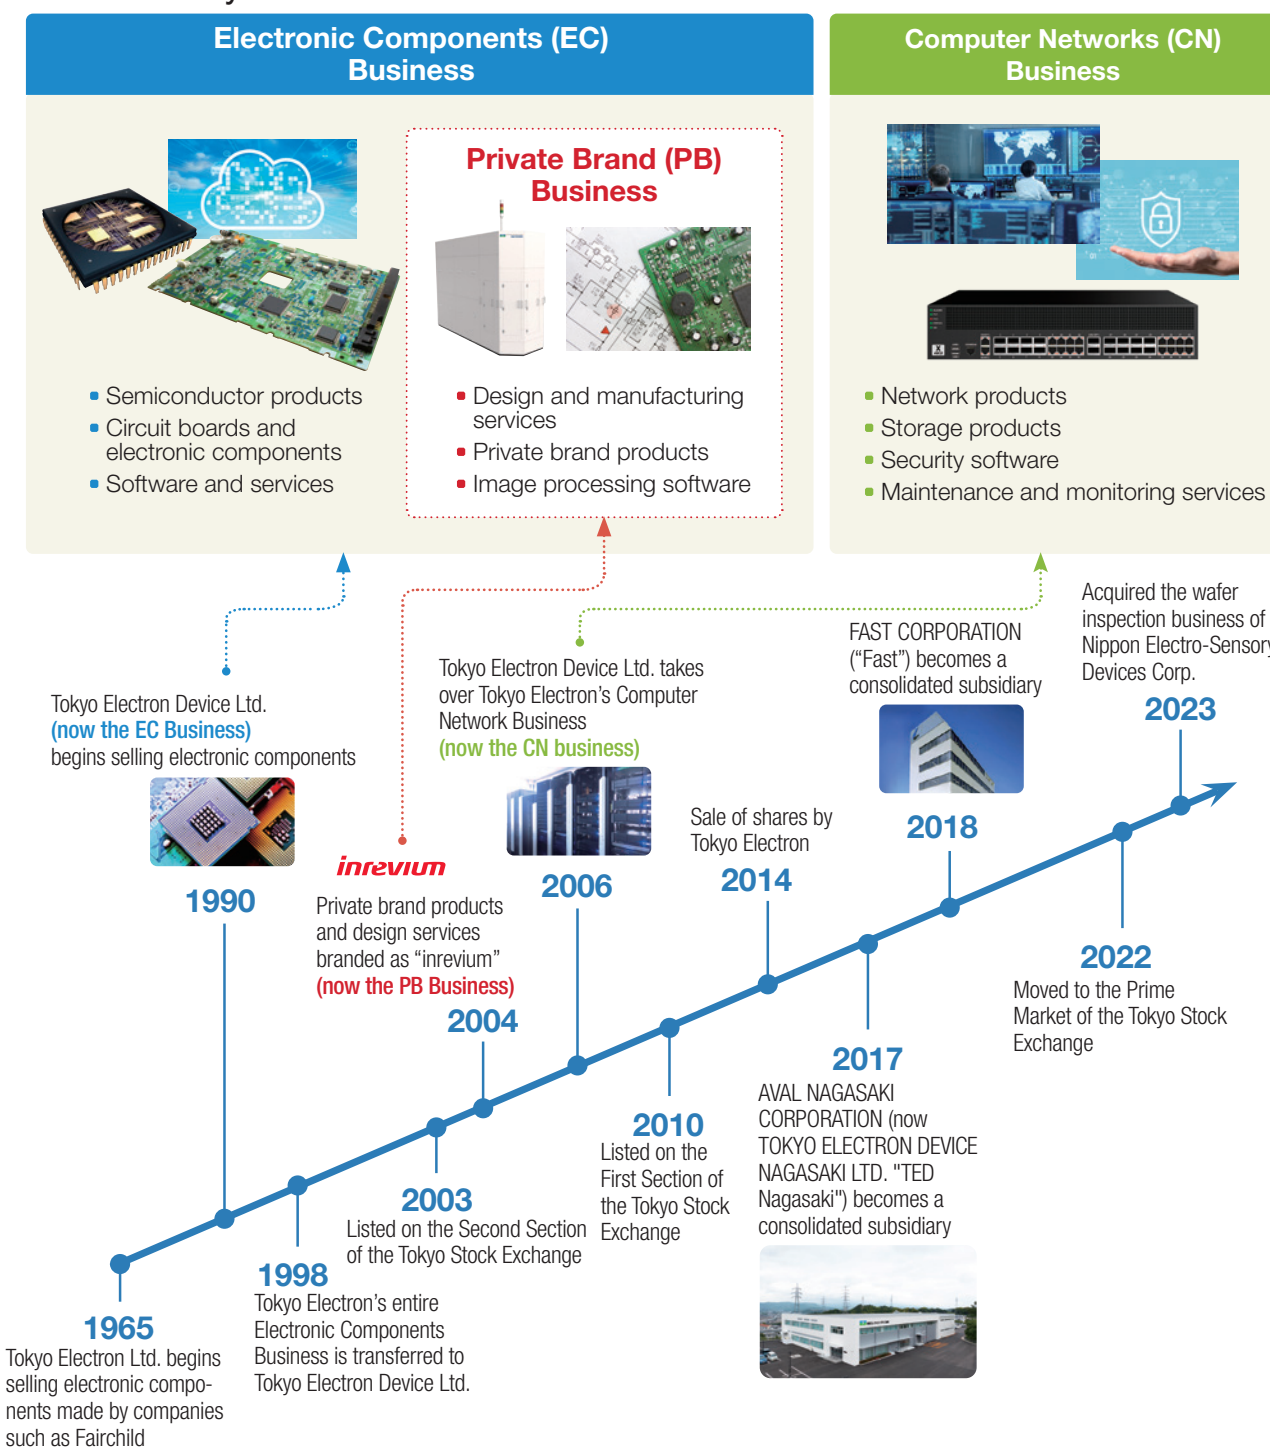 Electronic Components (EC)
Business
Computer Networks (CN)
Business
Private Brand (PB)
Business
Semiconductor products
Circuit boards and
electronic components
Software and services
Design and manufacturing
services
Private brand products
Image processing software
Network products
Storage products
Security software
Maintenance and monitoring services
Tokyo Electron Device Ltd.
(now the EC Business)
begins selling electronic components
1990
inrevium
Private brand products
and design services
branded as “inrevium”
(now the PB Business)
2004
Tokyo Electron Device Ltd. takes
over Tokyo Electron’s Computer
Network Business
(now the CN business)
2006
Sale of shares by
Tokyo Electron
2014
FAST CORPORATION
(“Fast”) becomes a
consolidated subsidiary
2018
Acquired the wafer
inspection business of
Nippon Electro-Sensory
Devices Corp.
2023
1965
Tokyo Electron Ltd. begins
selling electronic compo-
nents made by companies
such as Fairchild
1998
Tokyo Electron’s entire
Electronic Components
Business is transferred to
Tokyo Electron Device Ltd.
2003
Listed on the Second Section
of the Tokyo Stock Exchange
2010
Listed on the
First Section of
the Tokyo Stock
Exchange
2017
AVAL NAGASAKI
CORPORATION (now
TOKYO ELECTRON DEVICE
NAGASAKI LTD. "TED
Nagasaki") becomes a
consolidated subsidiary
2022
Moved to the Prime
Market of the Tokyo Stock
Exchange